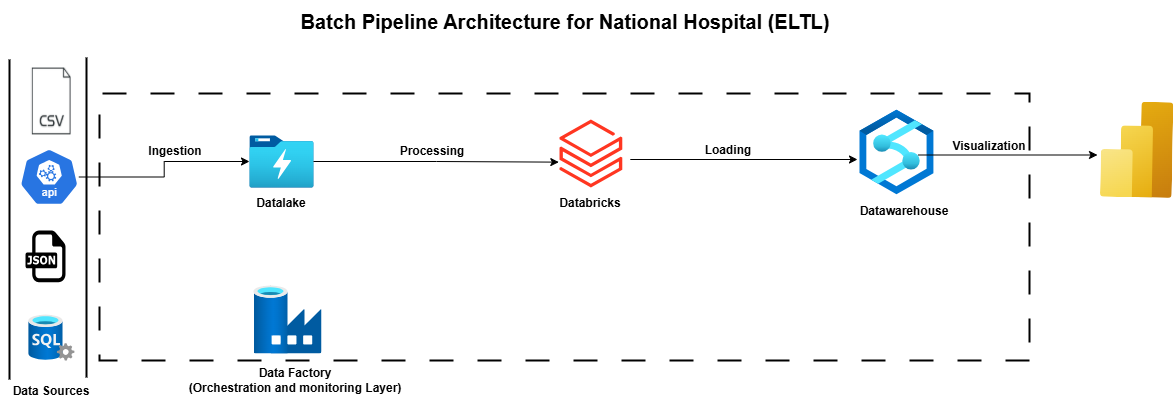 Batch Pipeline Architecture for National Hospital (ELTL)
CSV
api
JSON
SQL
Data Sources
Ingestion
Datalake
Processing
Databricks
Loading
Datawarehouse
Visualization
Data Factory
(Orchestration and monitoring Layer)